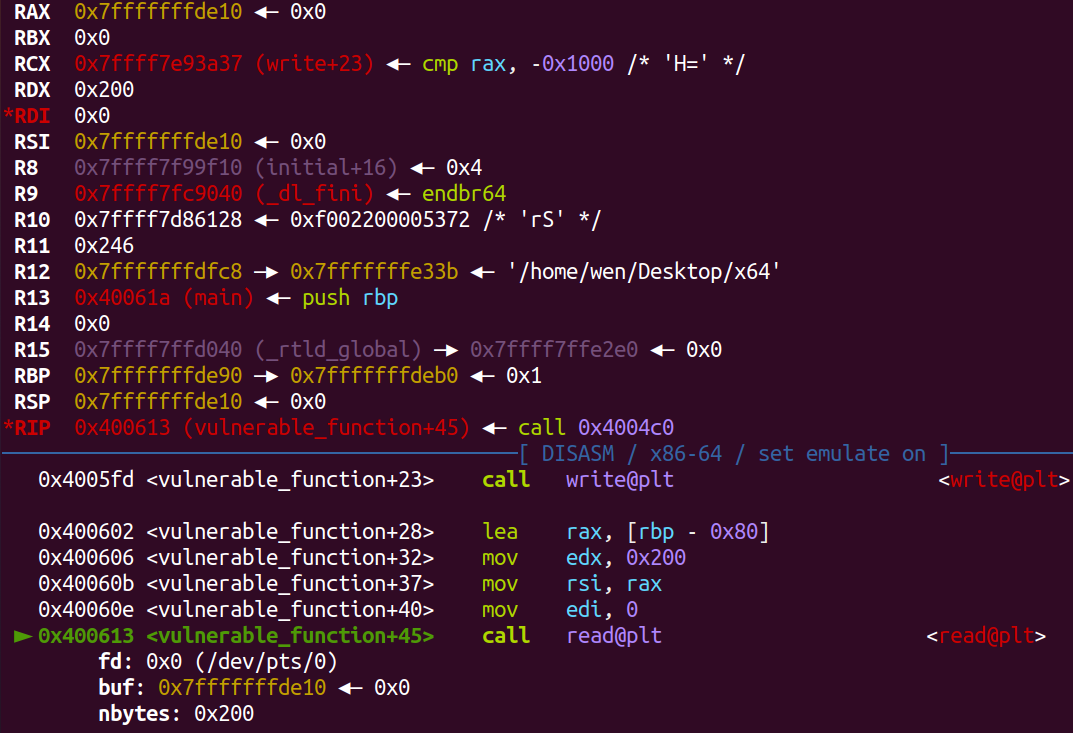 RAX 0x7fffffffde10 ◂— 0x0
RBX 0x0
RCX 0x7ffff7e93a37 (write+23) ◂— cmp rax, -0x1000 /* 'H=' */
RDX 0x200
*RDI 0x0
RSI 0x7fffffffde10 ◂— 0x0
R8 0x7ffff7f99f10 (initial+16) ◂— 0x4
R9 0x7ffff7fc9040 (_dl_fini) ◂— endbr64
R10 0x7ffff7d86128 ◂— 0xf002200005372 /* 'rS' */
R11 0x246
R12 0x7fffffffdfc8 —▸ 0x7fffffffe33b ◂— '/home/wen/Desktop/x64'
R13 0x40061a (main) ◂— push rbp
R14 0x0
R15 0x7ffff7ffd040 (_rtld_global) —▸ 0x7ffff7ffe2e0 ◂— 0x0
RBP 0x7fffffffde90 —▸ 0x7fffffffdeb0 ◂— 0x1
RSP 0x7fffffffde10 ◂— 0x0
*RIP 0x400613 (vulnerable_function+45) ◂— call 0x4004c0
[ DISASM / x86-64 / set emulate on ]
0x4005fd <vulnerable_function+23> call write@plt <write@plt>
0x400602 <vulnerable_function+28> lea rax, [rbp - 0x80]
0x400606 <vulnerable_function+32> mov edx, 0x200
0x40060b <vulnerable_function+37> mov rsi, rax
0x40060e <vulnerable_function+40> mov edi, 0
► 0x400613 <vulnerable_function+45> call read@plt <read@plt>
fd: 0x0 (/dev/pts/0)
buf: 0x7fffffffde10 ◂— 0x0
nbytes: 0x200